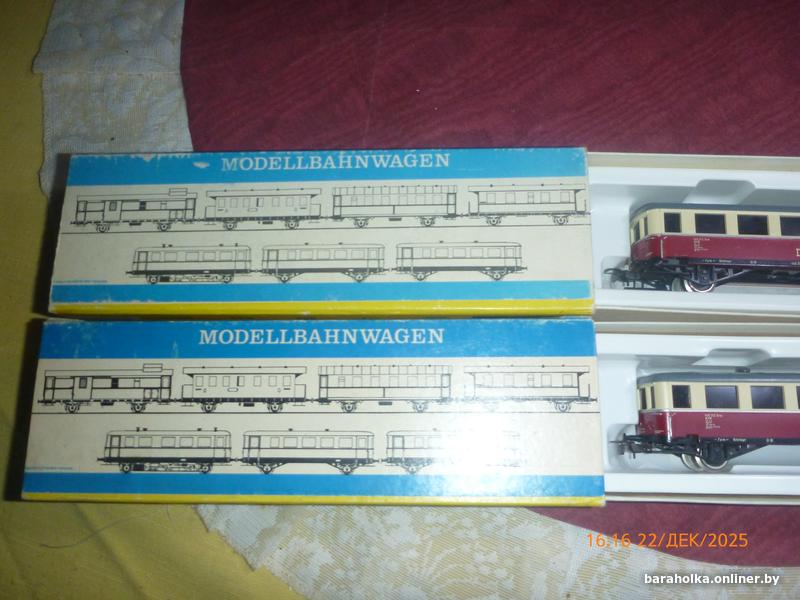 MODELLBAHNWAGEN
D
MODELLBAHNWAGEN
16:16 22/ДЕК/2025
baraholka.onliner.by